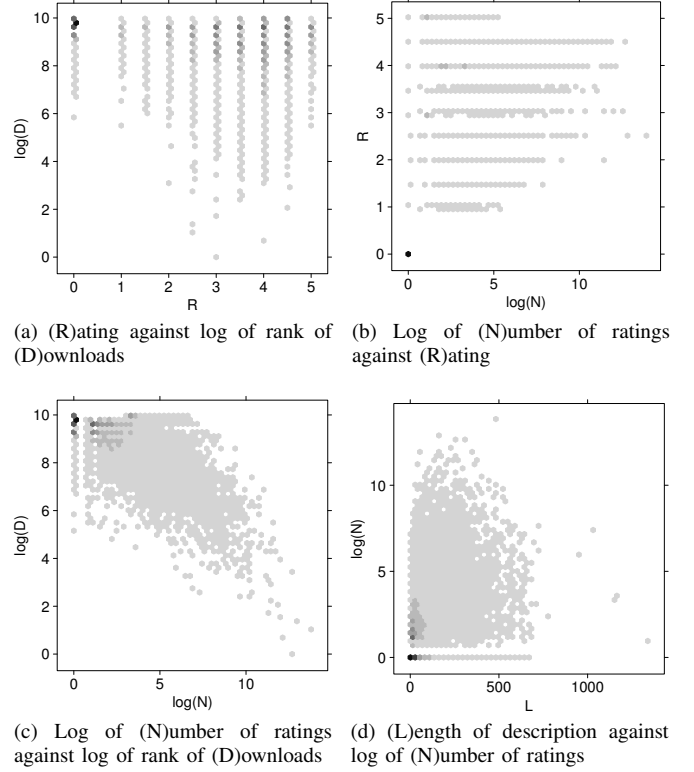 10
8
6
4
2
0
log(D)
0 1 2 3 4 5
R
5
4
3
2
1
0
R
0 5 10
log(N)
(a) (R)ating against log of rank of
(D)ownloads
(b) Log of (N)umber of ratings
against (R)ating
10
8
6
4
2
0
log(D)
0 5 10
log(N)
10
5
0
log(N)
0 500 1000
L
(c) Log of (N)umber of ratings
against log of rank of (D)ownloads
(d) (L)ength of description against
log of (N)umber of ratings